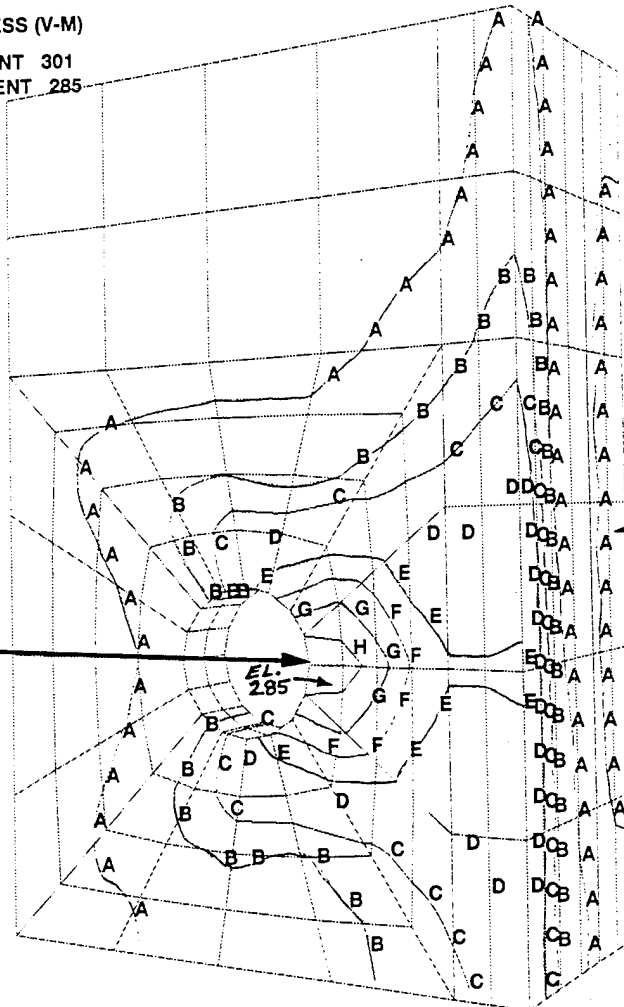 ESS (V-M)
NT 301
ENT 285
A A
A A
A A
A A
A A A
A A A
A B B A A
A B B A A
A B B A A
A B C C B A A
B C C B A A
B C D D C B A A
B C D D D D C B A A
E E D C B A A
A B B B B G G F E D C B A A
A H G F E D C B A A
EL.
285
A G F E E D C B A A
A B C F F E D C B A A
A B C D E D C B A A
A B C D D C B A A
A B B B C D D C B A
A B C D D C B A
A B C C B A
C C